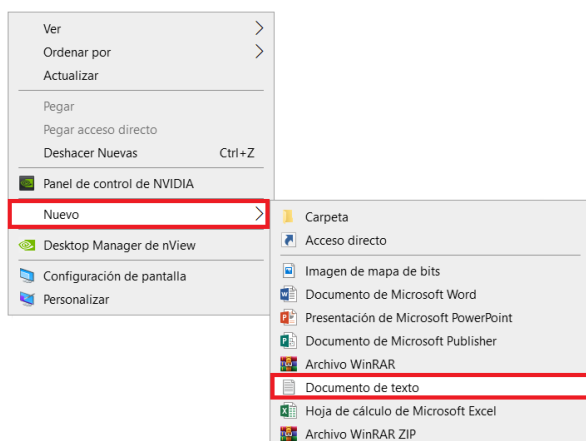 Ver
Ordenar por
Actualizar
Pegar
Pegar acceso directo
Deshacer Nuevas Ctrl+Z
Panel de control de NVIDIA
Nuevo
Desktop Manager de nView
Configuración de pantalla
Personalizar
Carpeta
Acceso directo
Imagen de mapa de bits
Documento de Microsoft Word
Presentación de Microsoft PowerPoint
Documento de Microsoft Publisher
Archivo WinRAR
Documento de texto
Hoja de cálculo de Microsoft Excel
Archivo WinRAR ZIP